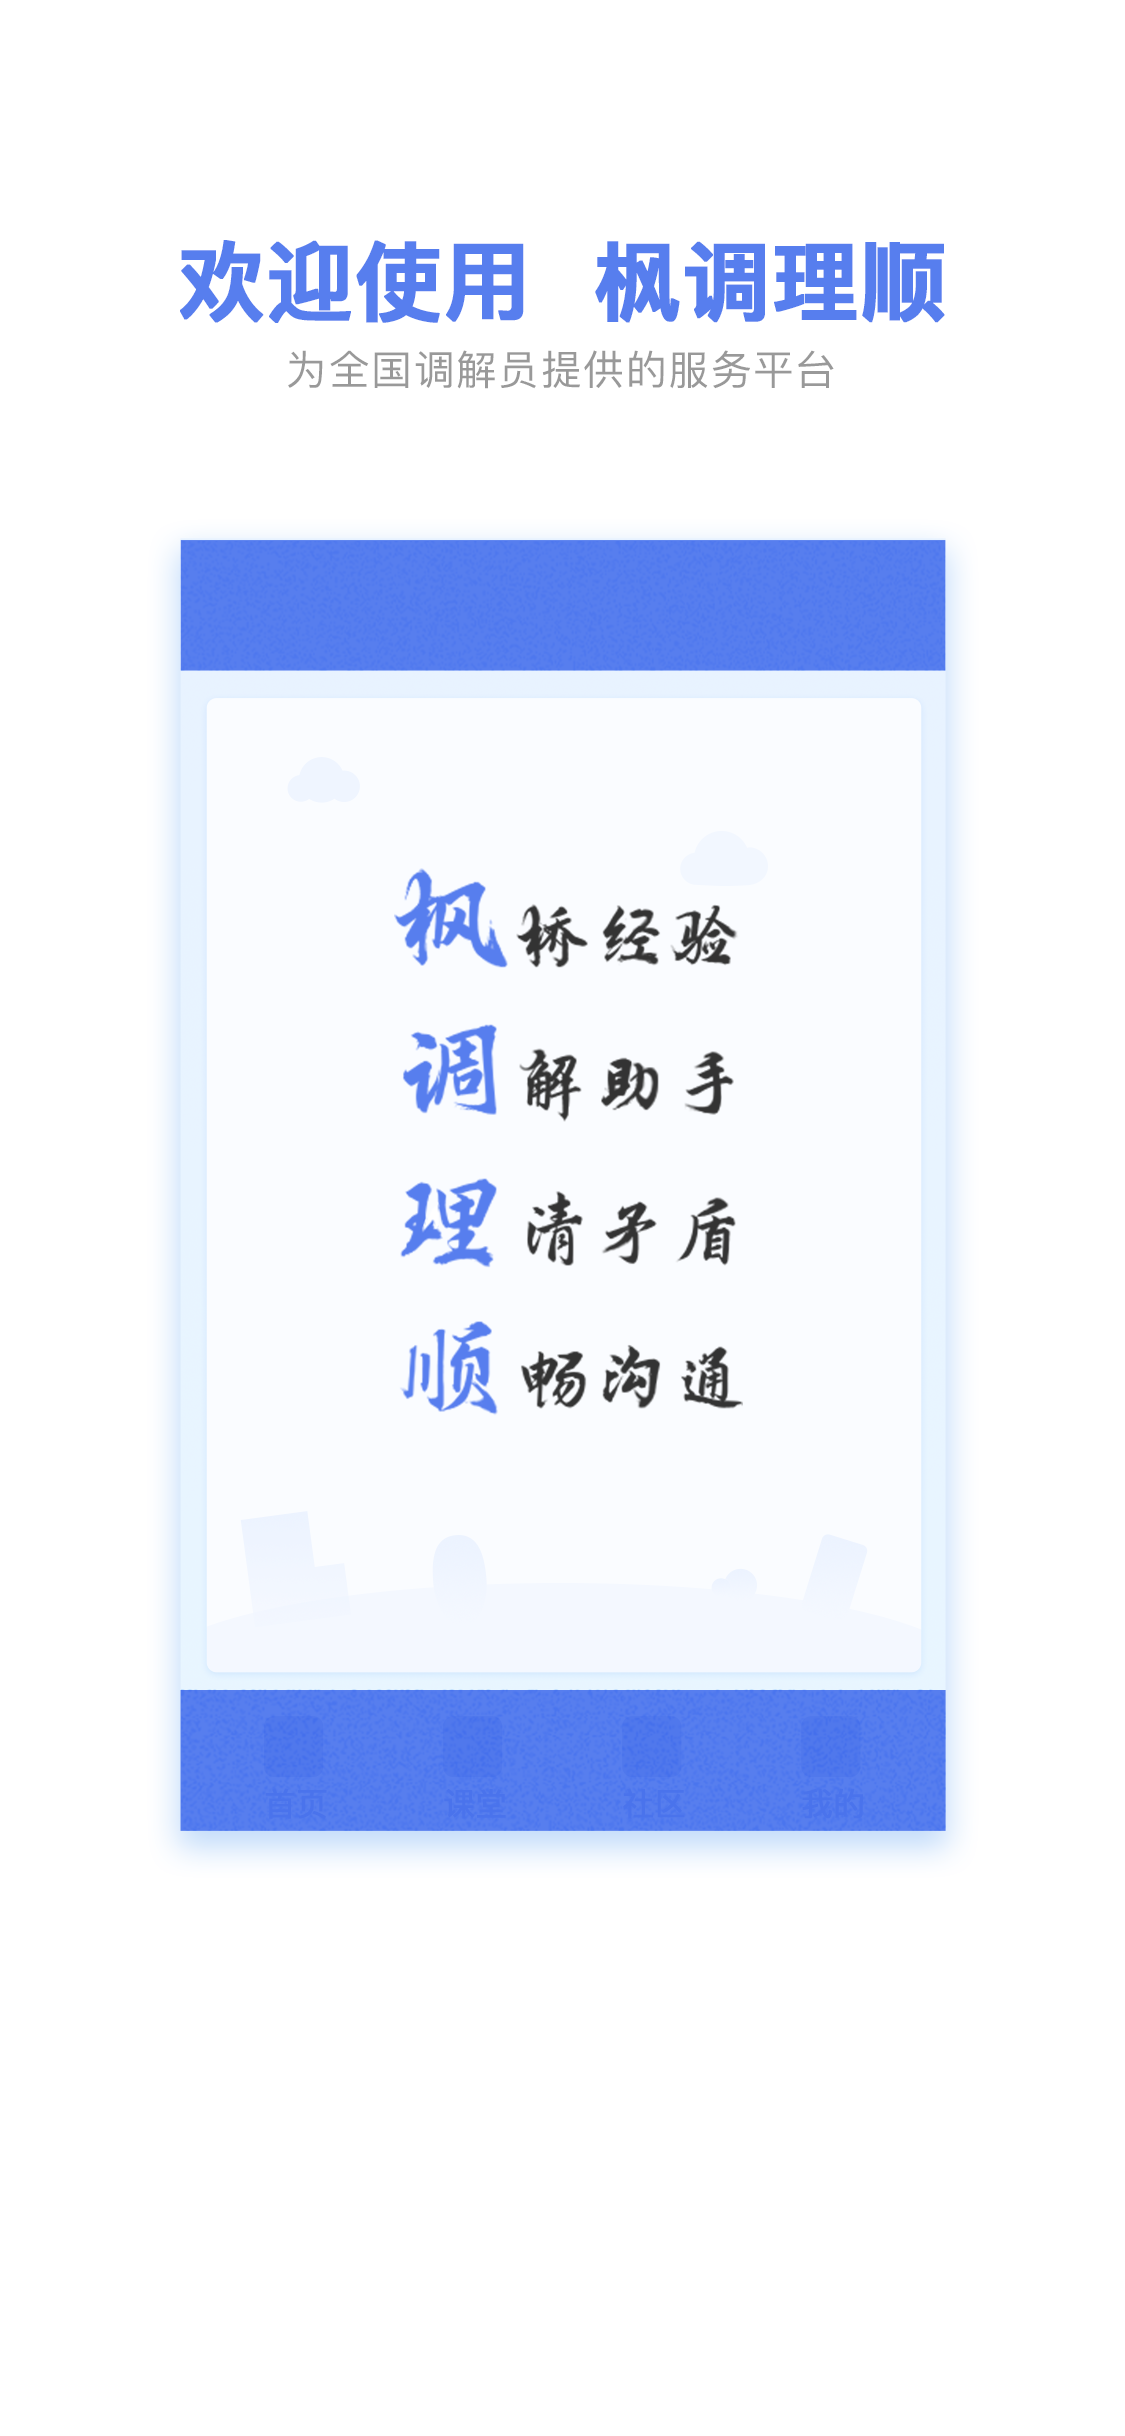 欢迎使用 枫调理顺
为全国调解员提供的服务平台
枫桥经验
调解助手
理清矛盾
顺畅沟通
首页 课堂 社区 我的